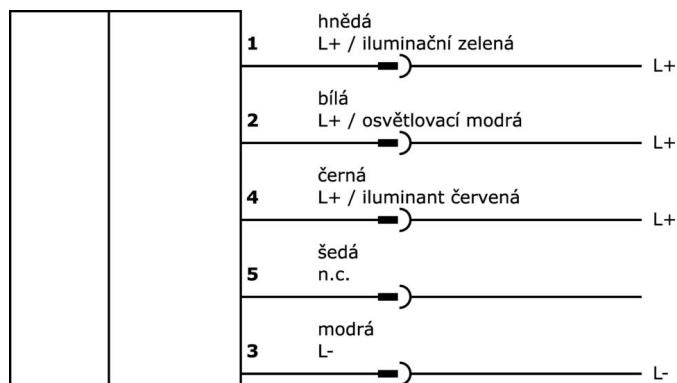 hnědá
1 L+ / iluminační zelená
L+
bílá
2 L+ / osvětlovací modrá
L+
černá
4 L+ / iluminant červená
L+
šedá
5 n.c.
modrá
3 L-
L-